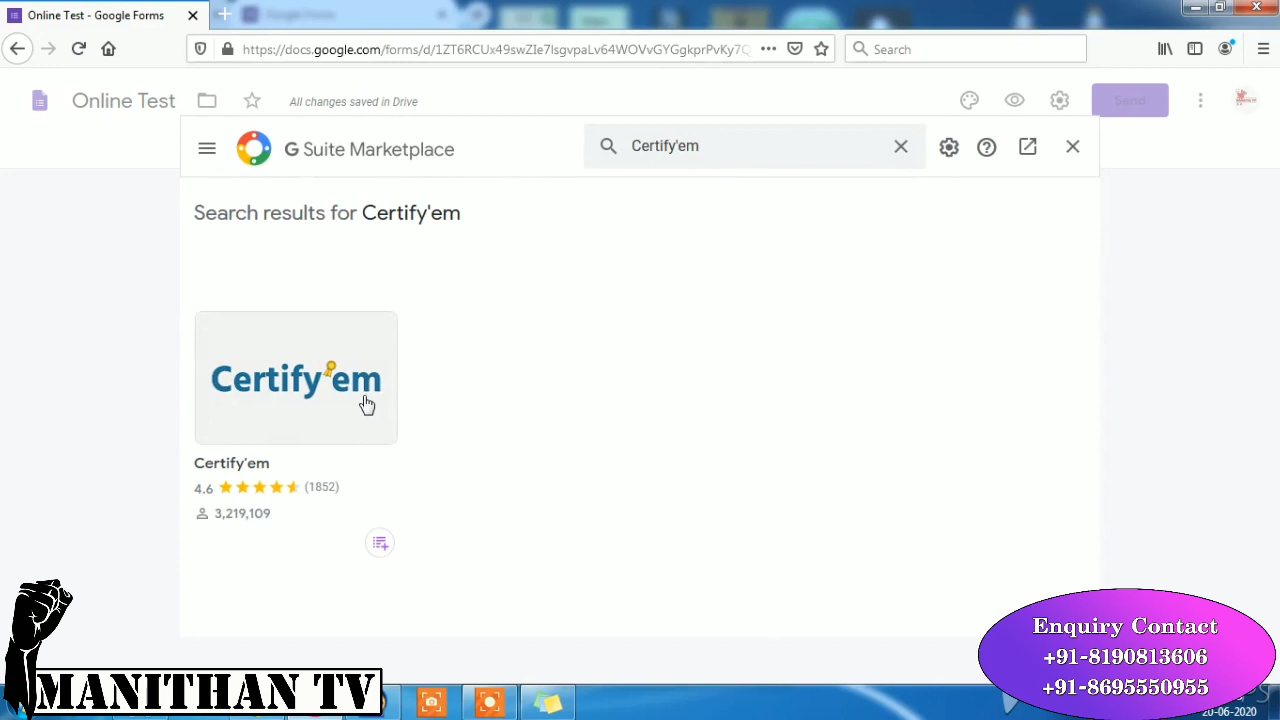 Online Test - Google Forms
Google Forms
https://docs.google.com/forms/d/1ZT6RCUx49swZIe7lsgvpaLv64WOVvGYGgkprPvKy7Q
Search
Online Test
All changes saved in Drive
Send
G Suite Marketplace
Certify'em
Search results for Certify'em
Certify'em
Certify'em
4.6 (1852)
3,219,109
Enquiry Contact
+91-8190813606
+91-8695550955
MANITHAN TV
20-06-2020